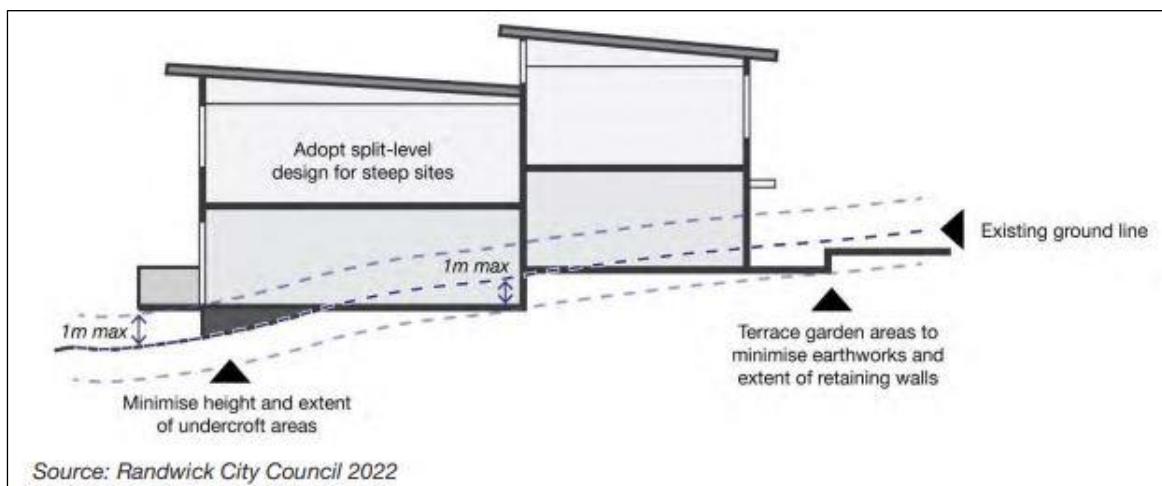 Adopt split-level
design for steep sites
Existing ground line
1m max
1m max
Terrace garden areas to
minimise earthworks and
extent of retaining walls
Minimise height and extent
of undercroft areas
Source: Randwick City Council 2022